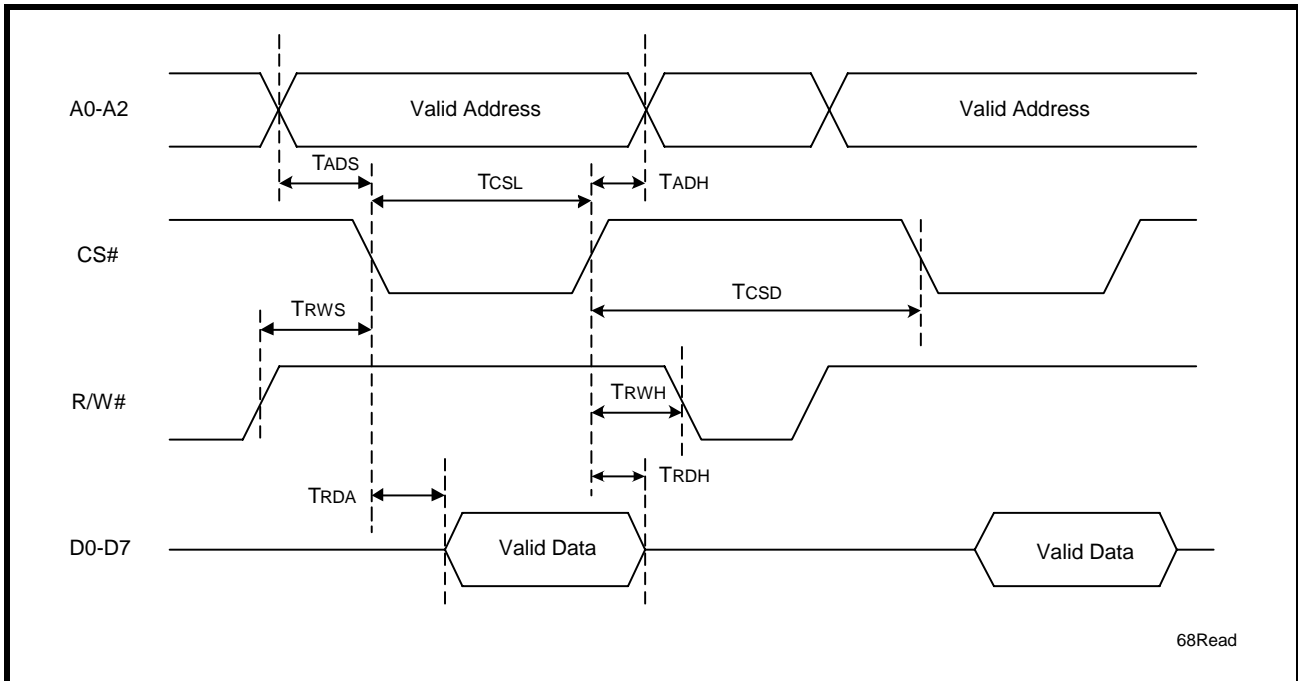 A0-A2
Valid Address
Valid Address
TADS
TCSL
TADH
CS#
TCSD
TRWS
R/W#
TRWH
TRDH
TRDA
D0-D7
Valid Data
Valid Data
68Read